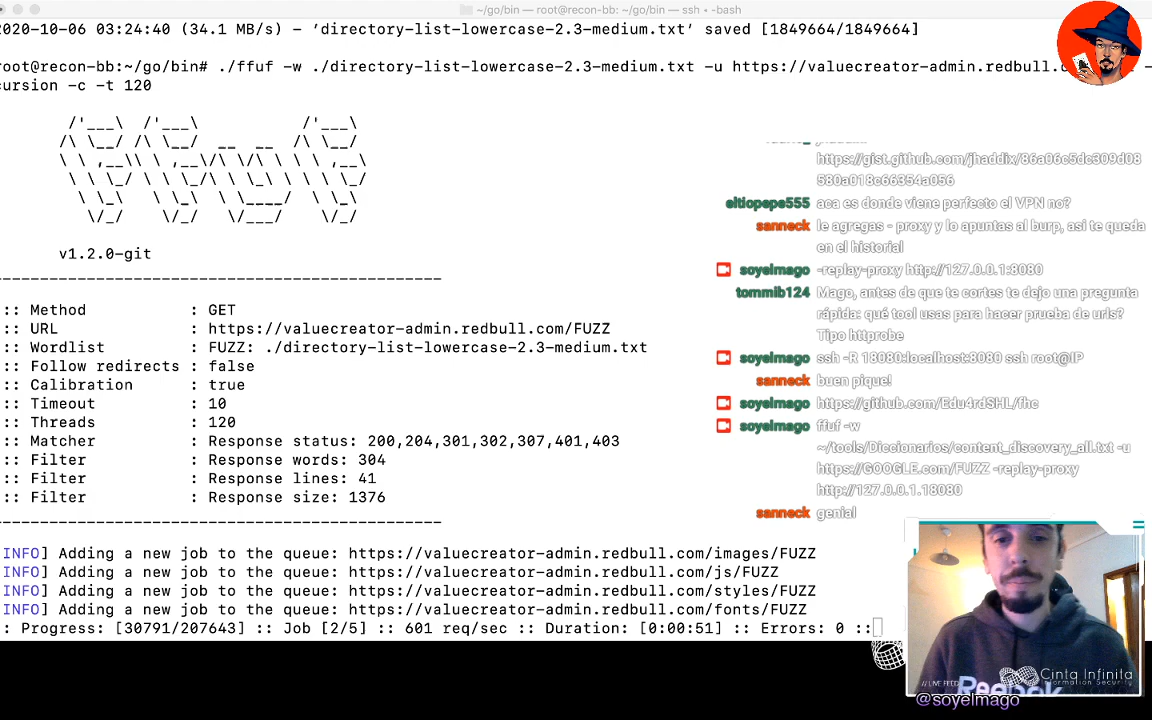 ~/go/bin — root@recon-bb: ~/go/bin — ssh • -bash
2020-10-06 03:24:40 (34.1 MB/s) - ‘directory-list-lowercase-2.3-medium.txt’ saved [1849664/1849664]
root@recon-bb:~/go/bin# ./ffuf -w ./directory-list-lowercase-2.3-medium.txt -u https://valuecreator-admin.redbull.
cursion -c -t 120
v1.2.0-git
:: Method : GET
:: URL : https://valuecreator-admin.redbull.com/FUZZ
:: Wordlist : FUZZ: ./directory-list-lowercase-2.3-medium.txt
:: Follow redirects : false
:: Calibration : true
:: Timeout : 10
:: Threads : 120
:: Matcher : Response status: 200,204,301,302,307,401,403
:: Filter : Response words: 304
:: Filter : Response lines: 41
:: Filter : Response size: 1376
INFO] Adding a new job to the queue: https://valuecreator-admin.redbull.com/images/FUZZ
INFO] Adding a new job to the queue: https://valuecreator-admin.redbull.com/js/FUZZ
INFO] Adding a new job to the queue: https://valuecreator-admin.redbull.com/styles/FUZZ
INFO] Adding a new job to the queue: https://valuecreator-admin.redbull.com/fonts/FUZZ
: Progress: [30791/207643] :: Job [2/5] :: 601 req/sec :: Duration: [0:00:51] :: Errors: 0 ::
https://gist.github.com/jhaddix/86a06c5dc309d08
580a018c66354a056
eltiopepe555 aca es donde viene perfecto el VPN no?
sanneck le agregas - proxy y lo apuntas al burp, asi te queda
en el historial
soyelmago -replay-proxy http://127.0.0.1:8080
tommib124 Mago, antes de que te cortes te dejo una pregunta
rápida: qué tool usas para hacer prueba de urls?
Tipo httprobe
soyelmago ssh -R 18080:localhost:8080 ssh root@IP
sanneck buen pique!
soyelmago https://github.com/Edu4rdSHL/fhc
soyelmago ffuf -w
~/tools/Diccionarios/content_discovery_all.txt -u
https://GOOGLE.com/FUZZ -replay-proxy
http://127.0.0.1.18080
sanneck genial
// LIVE FEED
Cinta Infinita
Information Security
Reebok
@soyelmago